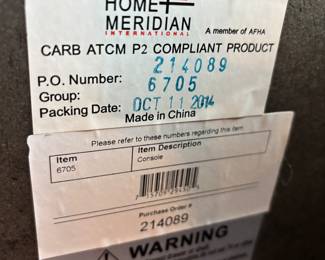 HOME
MERIDIAN
INTERNATIONAL
A member of AFHA
CARB ATCM P2 COMPLIANT PRODUCT
214089
P.O. Number:
6705
Group:
Packing Date: OCT 11 2014
Made in China
Please refer to these numbers regarding this item
Item
Item Description
6705
Console
Purchase Order #
214089
WARNING